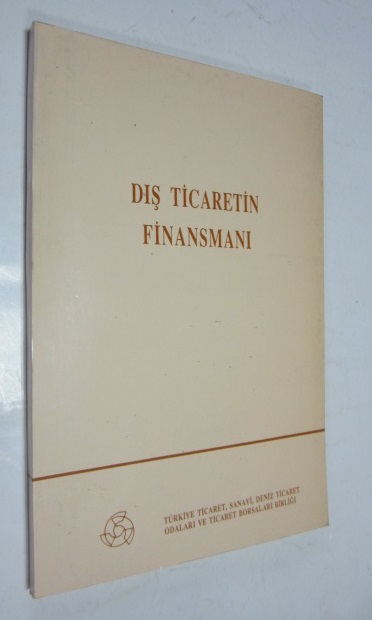 DIŞ TİCARETİN
FİNANSMANI
TÜRKİYE TİCARET, SANAYİ, DENİZ TİCARET
ODALARI VE TİCARET BORSALARI BİRLİĞİ